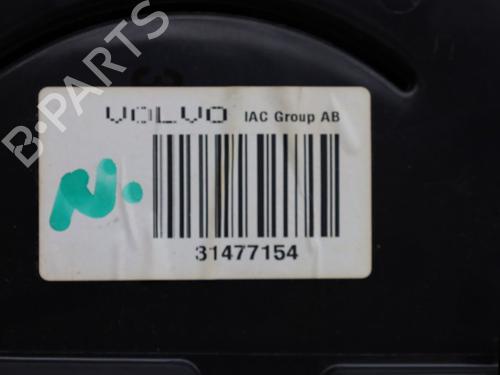 B-PARTS
VOLVO IAC Group AB
N.
31477154